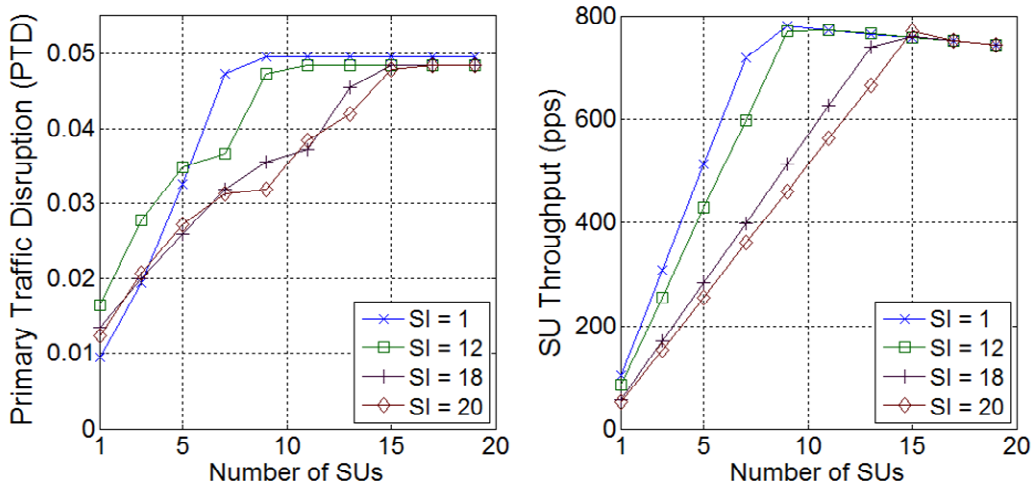 Primary Traffic Disruption (PTD)
0.05
0.04
0.03
0.02
0.01
0
1
5
10
15
20
Number of SUs
SI = 1
SI = 12
SI = 18
SI = 20
SU Throughput (pps)
800
600
400
200
0
1
5
10
15
20
Number of SUs
SI = 1
SI = 12
SI = 18
SI = 20